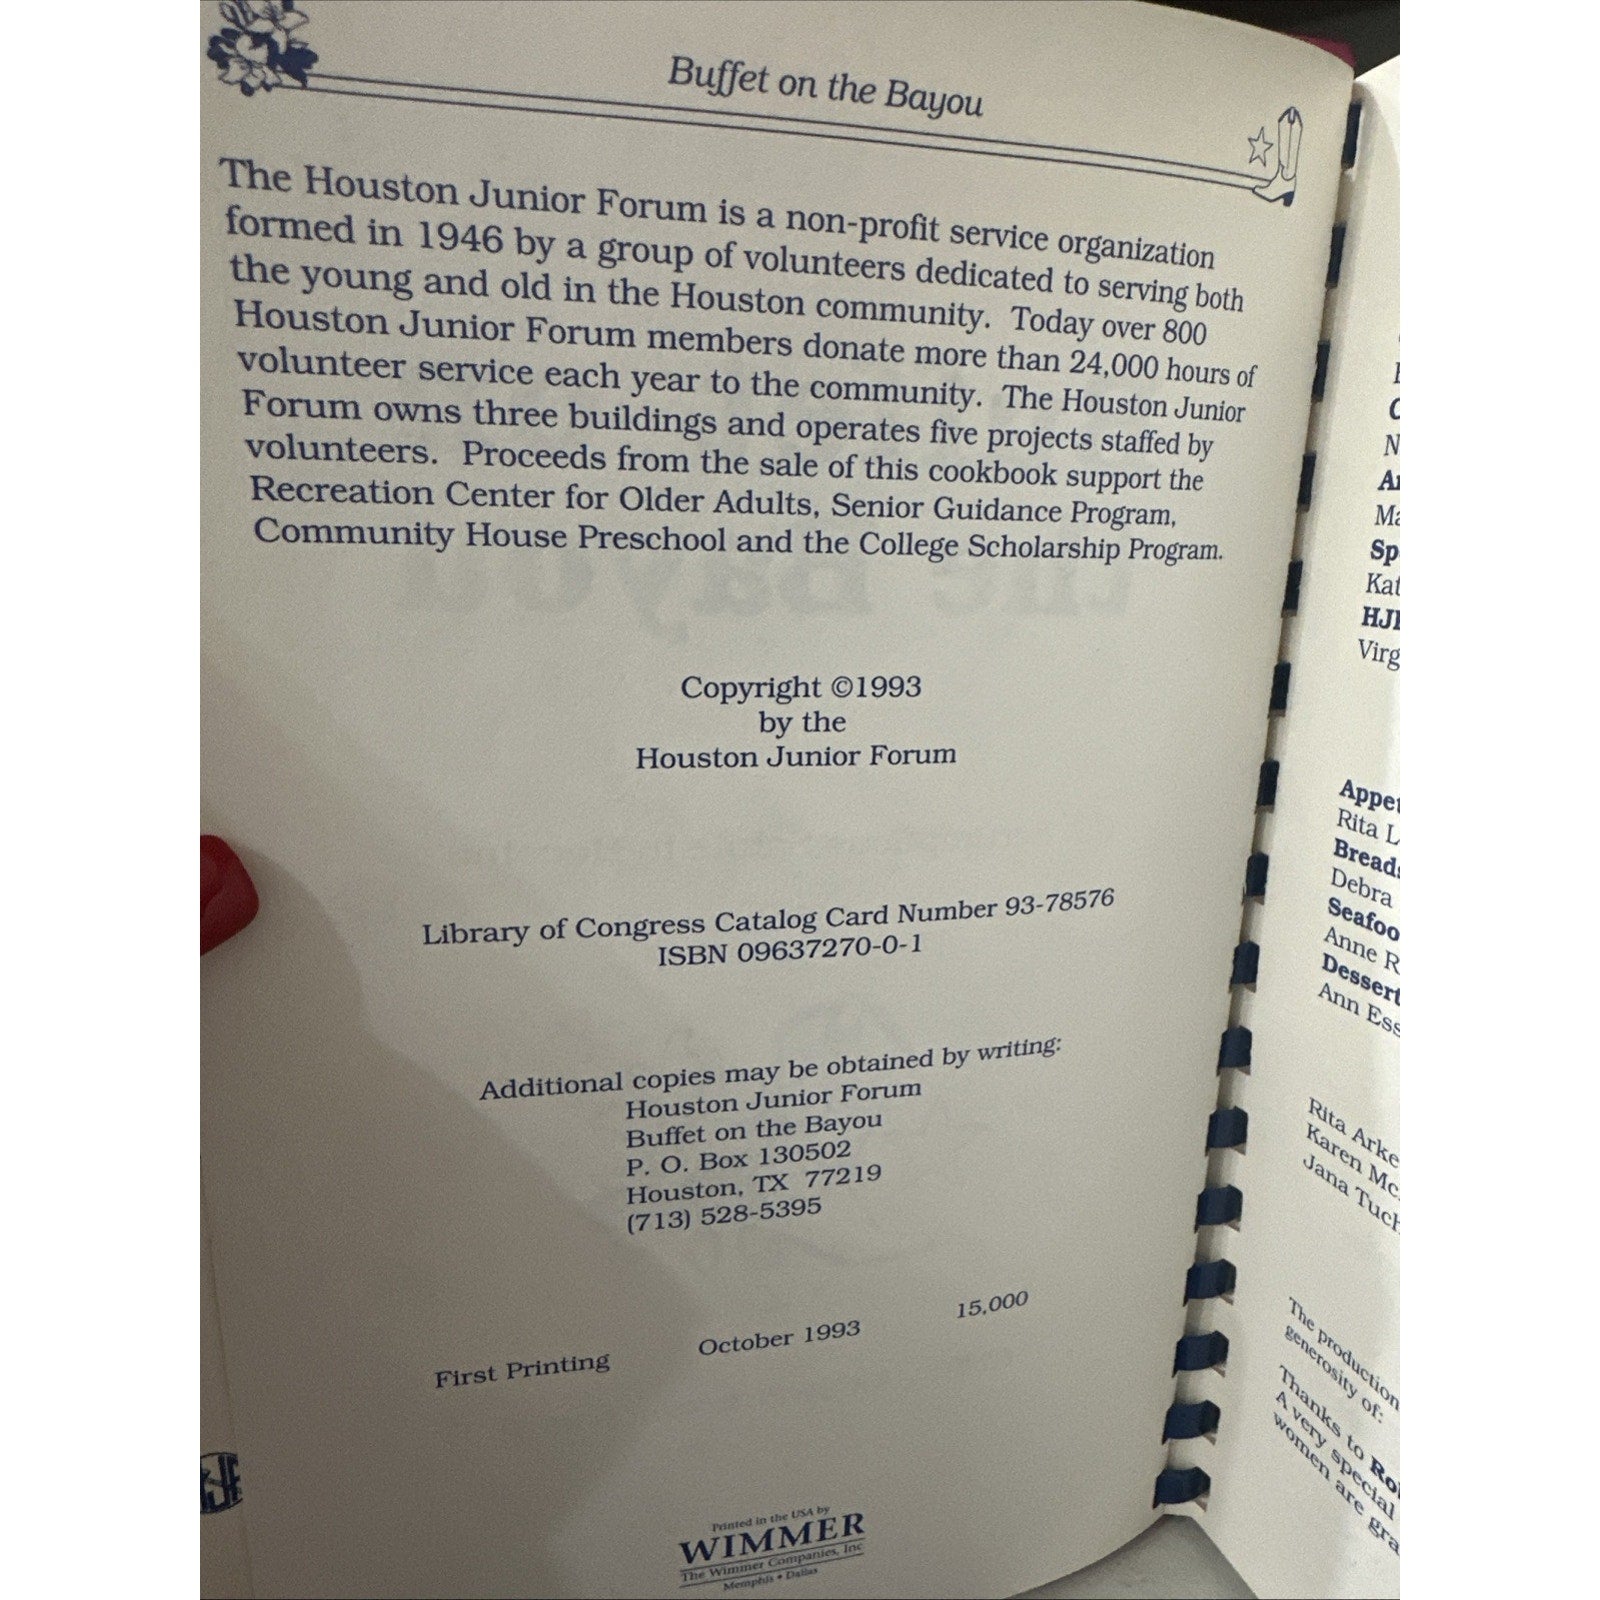 Buffet on the Bayou
The Houston Junior Forum is a non-profit service organization
formed in 1946 by a group of volunteers dedicated to serving both
the young and old in the Houston community. Today over 800
Houston Junior Forum members donate more than 24,000 hours of
volunteer service each year to the community. The Houston Junior
Forum owns three buildings and operates five projects staffed by
volunteers. Proceeds from the sale of this cookbook support the
Recreation Center for Older Adults, Senior Guidance Program,
Community House Preschool and the College Scholarship Program.
Copyright ©1993
by the
Houston Junior Forum
Library of Congress Catalog Card Number 93-78576
ISBN 09637270-0-1
Additional copies may be obtained by writing:
Houston Junior Forum
Buffet on the Bayou
P. O. Box 130502
Houston, TX 77219
(713) 528-5395
First Printing October 1993 15,000
Printed in the USA by
WIMMER
The Wimmer Companies, Inc
Memphis • Dallas
Rita
Debra
Anne R
Dessert
Ann Ess
Rita Arke
Karen Mc
Jana Tuch
The production
generosity of:
Thanks to
A very special
women are